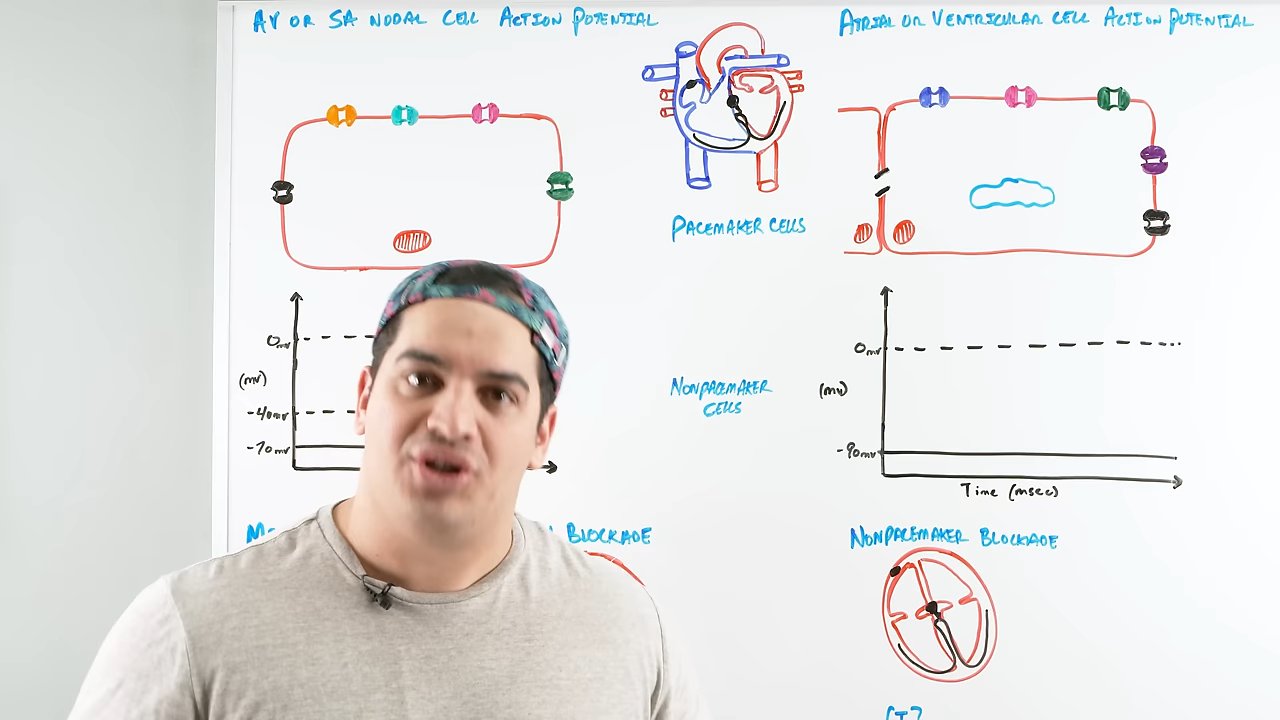 AV OR SA NODAL CELL ACTION POTENTIAL
ATRIAL OR VENTRICULAR CELL ACTION POTENTIAL
PACEMAKER CELLS
0mv
(mv)
-40mv
-70mv
NONPACEMAKER
CELLS
0mv
(mv)
-90mv
Time (msec)
BLOCKADE
NONPACEMAKER BLOCKADE